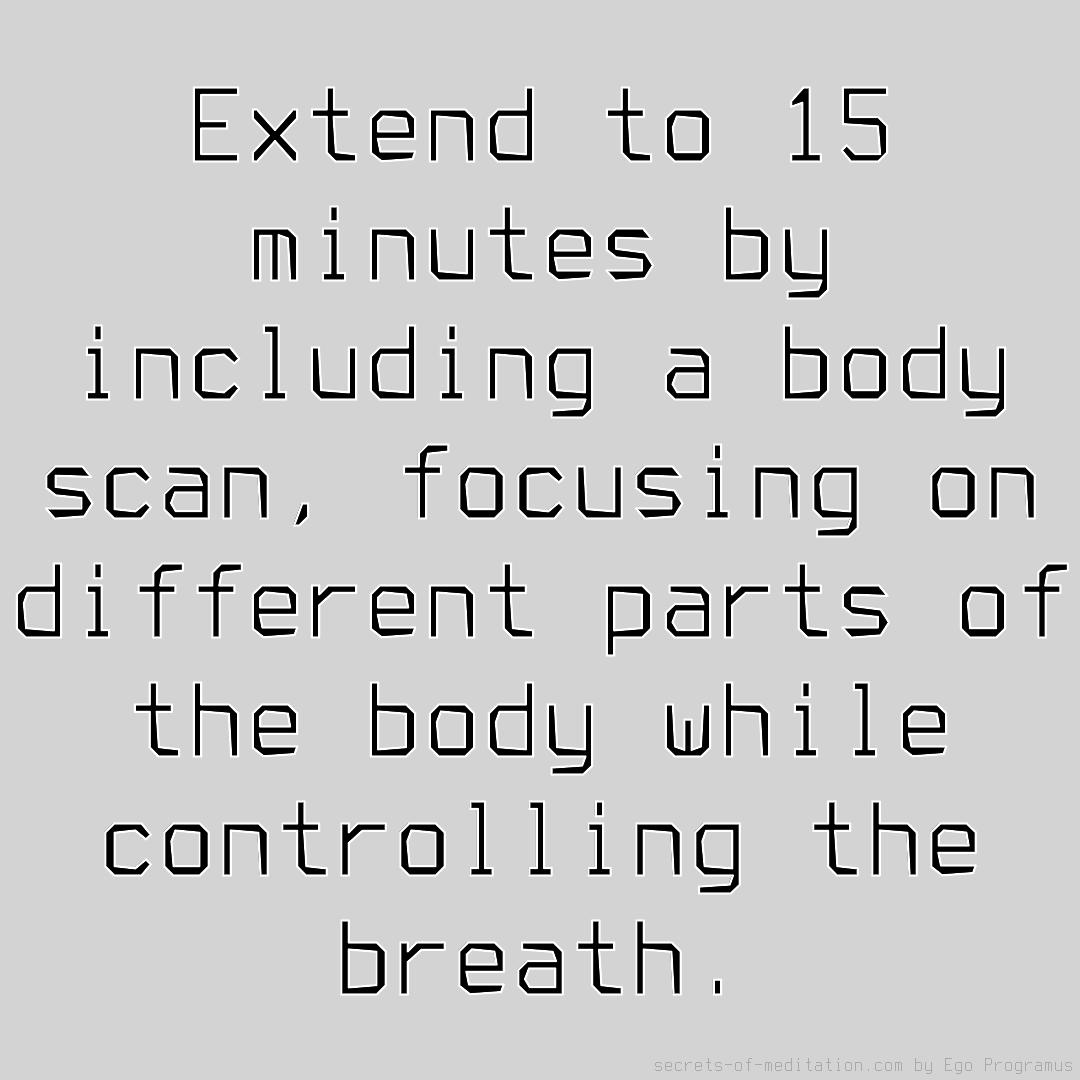 Extend to 15
minutes by
including a body
scan, focusing on
different parts of
the body while
controlling the
breath.
secrets-of-meditation.com by Ego Programus